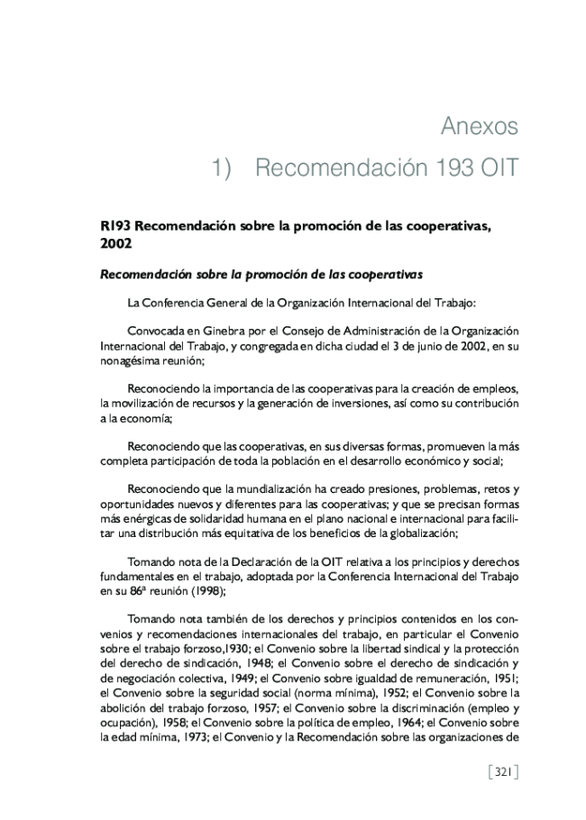 Anexos
1) Recomendación 193 OIT
R193 Recomendación sobre la promoción de las cooperativas,
2002
Recomendación sobre la promoción de las cooperativas
La Conferencia General de la Organización Internacional del Trabajo:
Convocada en Ginebra por el Consejo de Administración de la Organización
Internacional del Trabajo, y congregada en dicha ciudad el 3 de junio de 2002, en su
nonagésima reunión;
Reconociendo la importancia de las cooperativas para la creación de empleos,
la movilización de recursos y la generación de inversiones, así como su contribución
a la economía;
Reconociendo que las cooperativas, en sus diversas formas, promueven la más
completa participación de toda la población en el desarrollo económico y social;
Reconociendo que la mundialización ha creado presiones, problemas, retos y
oportunidades nuevos y diferentes para las cooperativas; y que se precisan formas
más enérgicas de solidaridad humana en el plano nacional e internacional para facili-
tar una distribución más equitativa de los beneficios de la globalización;
Tomando nota de la Declaración de la OIT relativa a los principios y derechos
fundamentales en el trabajo, adoptada por la Conferencia Internacional del Trabajo
en su 86ª reunión (1998);
Tomando nota también de los derechos y principios contenidos en los con-
venios y recomendaciones internacionales del trabajo, en particular el Convenio
sobre el trabajo forzoso,1930; el Convenio sobre la libertad sindical y la protección
del derecho de sindicación, 1948; el Convenio sobre el derecho de sindicación y
de negociación colectiva, 1949; el Convenio sobre igualdad de remuneración, 1951;
el Convenio sobre la seguridad social (norma mínima), 1952; el Convenio sobre la
abolición del trabajo forzoso, 1957; el Convenio sobre la discriminación (empleo y
ocupación), 1958; el Convenio sobre la política de empleo, 1964; el Convenio sobre
la edad mínima, 1973; el Convenio y la Recomendación sobre las organizaciones de
[321]